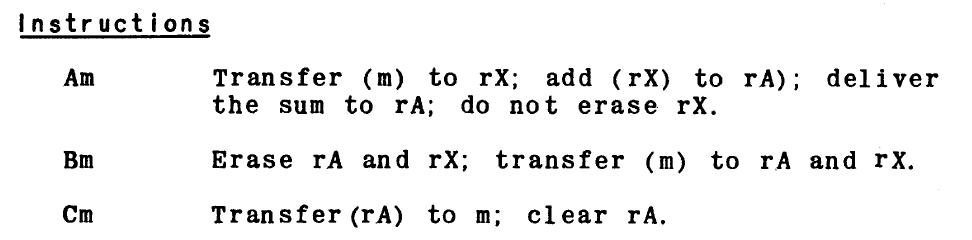 Instructions
Am Transfer (m) to rX; add (rX) to rA); deliver
the sum to rA; do not erase rX.
Bm Erase rA and rX; transfer (m) to rA and rX.
Cm Transfer (rA) to m; clear rA.